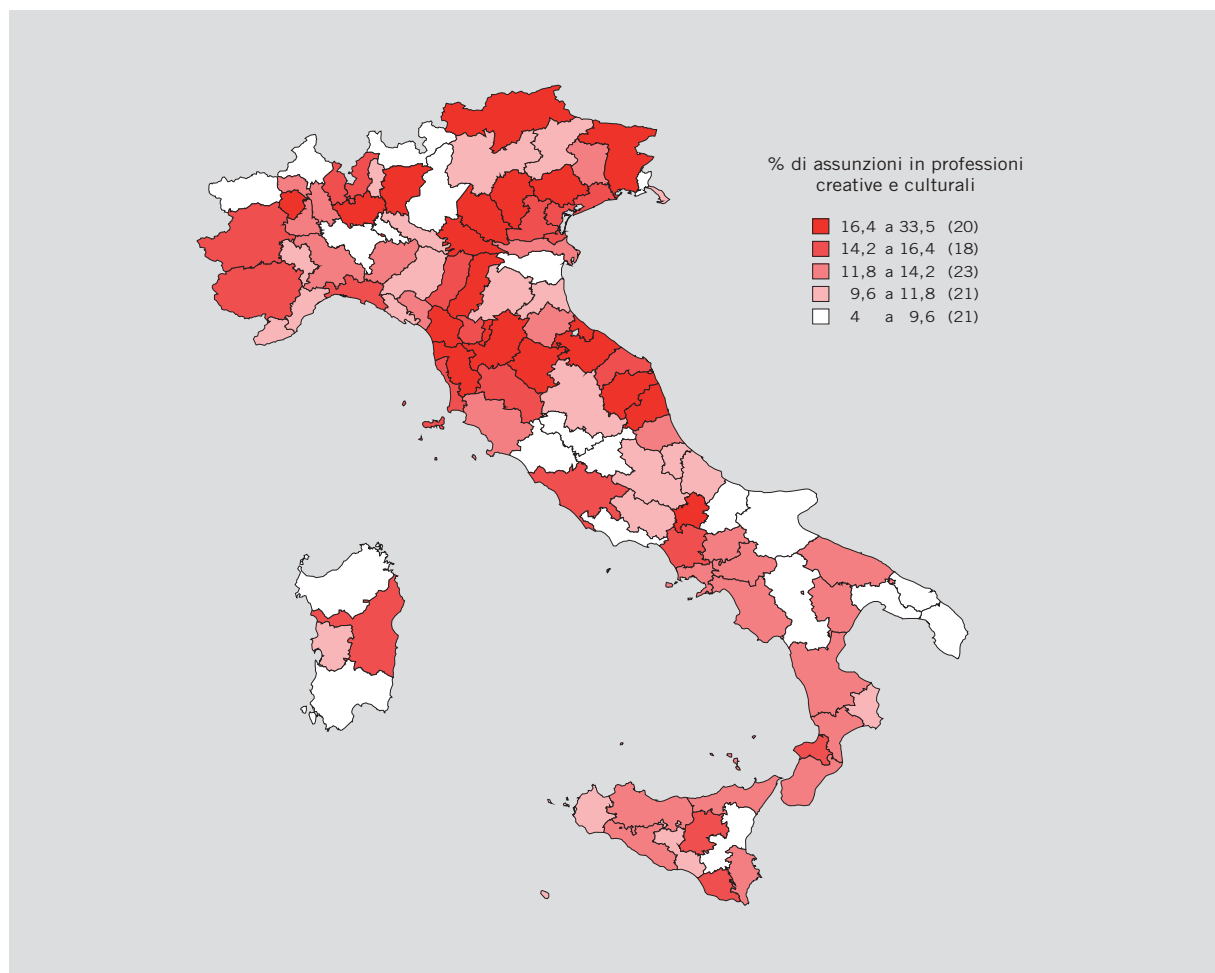 % di assunzioni in professioni
creative e culturali
16,4 a 33,5 (20)
14,2 a 16,4 (18)
11,8 a 14,2 (23)
9,6 a 11,8 (21)
4 a 9,6 (21)